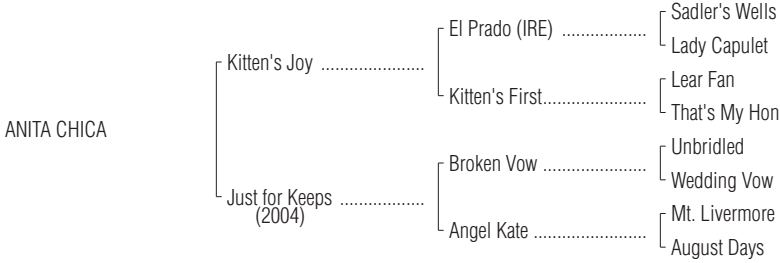 Sadler's Wells
El Prado (IRE) ..................
Lady Capulet
Kitten's Joy ......................
Lear Fan
Kitten's First......................
That's My Hon
ANITA CHICA
Unbridled
Broken Vow ......................
Wedding Vow
Just for Keeps ..................
(2004)
Mt. Livermore
Angel Kate ........................
August Days